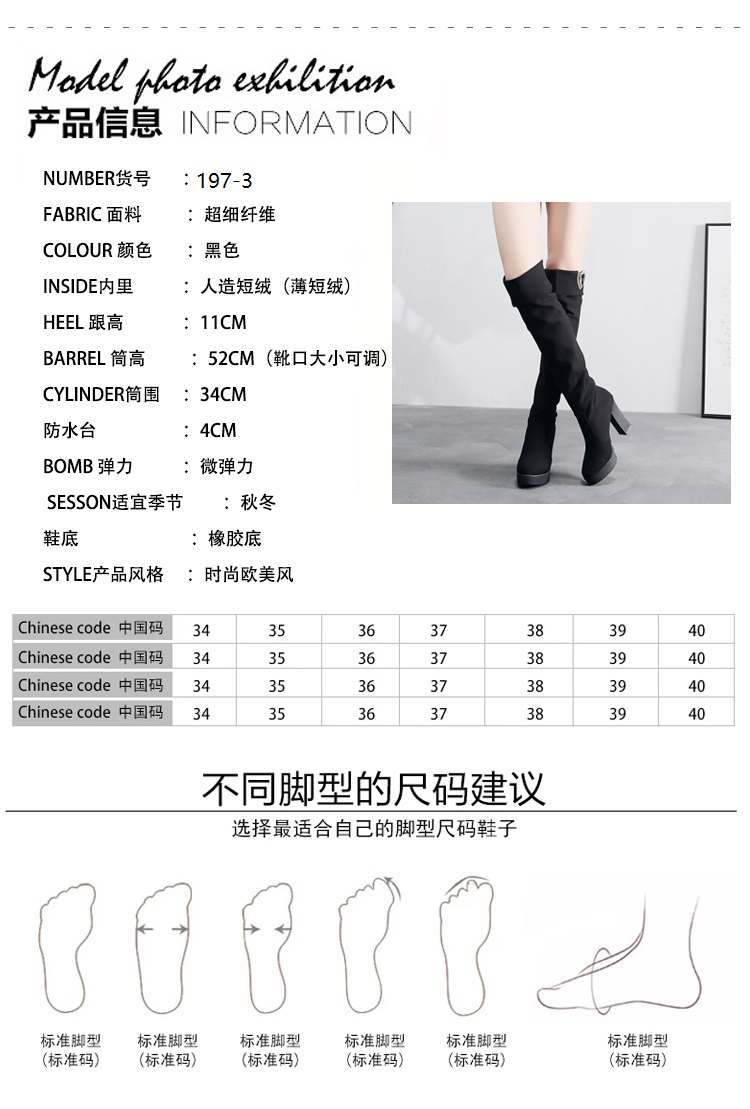 Model photo exhilition
产品信息 INFORMATION
NUMBER货号 : 197-3
FABRIC 面料 : 超细纤维
COLOUR 颜色 : 黑色
INSIDE内里 : 人造短绒（薄短绒）
HEEL 跟高 : 11CM
BARREL 筒高 : 52CM（靴口大小可调）
CYLINDER筒围 : 34CM
防水台 : 4CM
BOMB 弹力 : 微弹力
SESSON适宜季节 : 秋冬
鞋底 : 橡胶底
STYLE产品风格 : 时尚欧美风
Chinese code 中国码 34 35 36 37 38 39 40
Chinese code 中国码 34 35 36 37 38 39 40
Chinese code 中国码 34 35 36 37 38 39 40
Chinese code 中国码 34 35 36 37 38 39 40
不同脚型的尺码建议
选择最适合自己的脚型尺码鞋子
标准脚型 标准脚型 标准脚型 标准脚型 标准脚型 标准脚型
（标准码） （标准码） （标准码） （标准码） （标准码） （标准码）